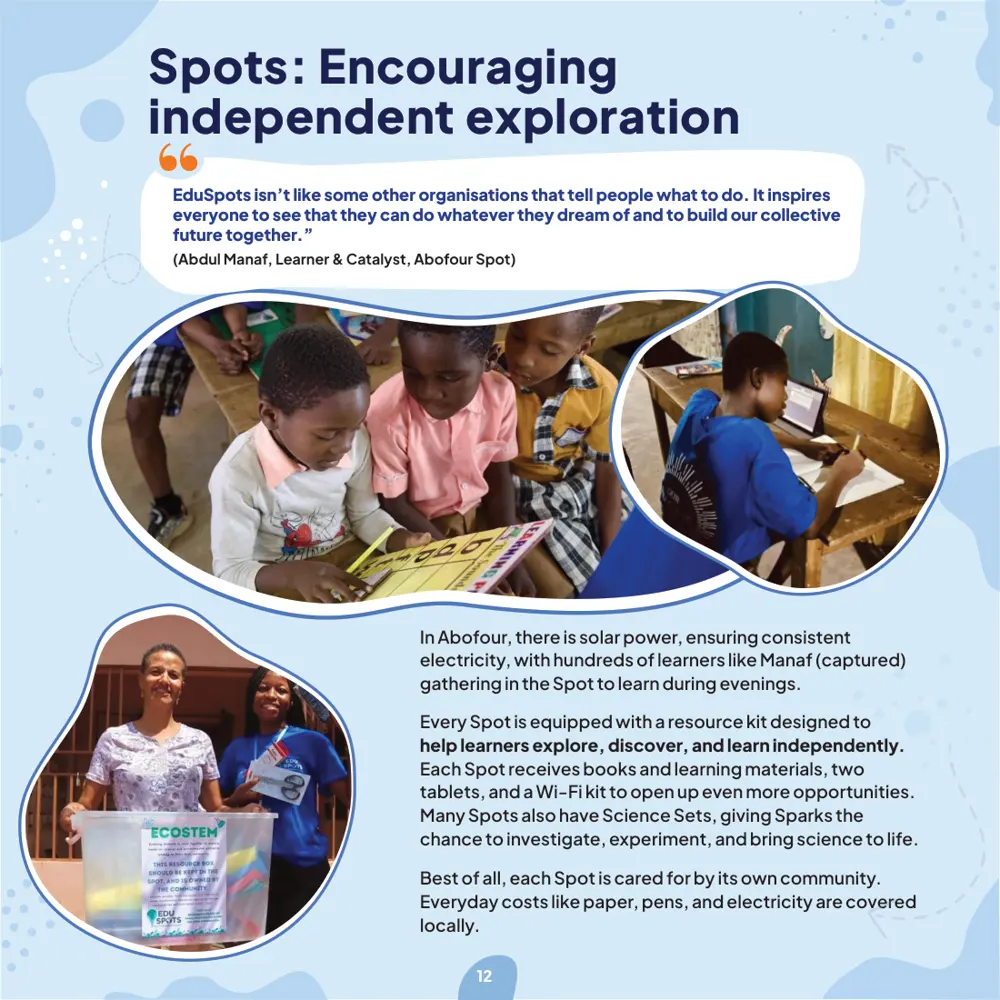 Spots: Encouraging
independent exploration
“
EduSpots isn’t like some other organisations that tell people what to do. It inspires
everyone to see that they can do whatever they dream of and to build our collective
future together.”
(Abdul Manaf, Learner & Catalyst, Abofour Spot)
In Abofour, there is solar power, ensuring consistent
electricity, with hundreds of learners like Manaf (captured)
gathering in the Spot to learn during evenings.
Every Spot is equipped with a resource kit designed to
help learners explore, discover, and learn independently.
Each Spot receives books and learning materials, two
tablets, and a Wi-Fi kit to open up even more opportunities.
Many Spots also have Science Sets, giving Sparks the
chance to investigate, experiment, and bring science to life.
Best of all, each Spot is cared for by its own community.
Everyday costs like paper, pens, and electricity are covered
locally.
ECOSTEM
THIS RESOURCE BOX
SHOULD BE KEPT IN THE
SPOT, AND IS OWNED BY
THE COMMUNITY
EDU
SPOTS
12